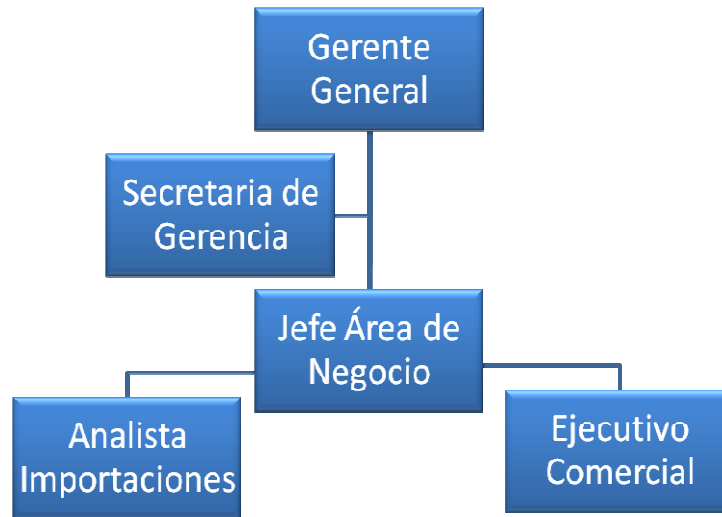 Gerente
General
Secretaria de
Gerencia
Jefe Área de
Negocio
Analista
Importaciones
Ejecutivo
Comercial